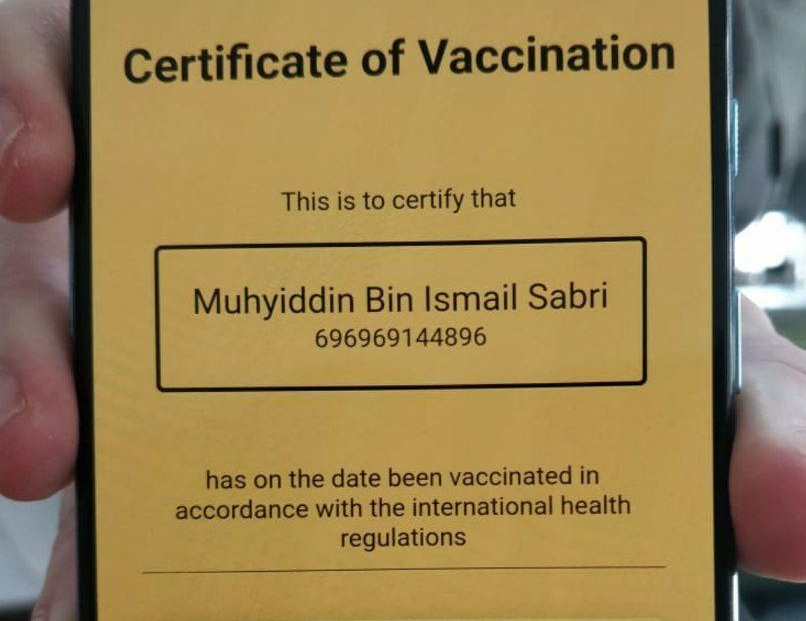 Certificate of Vaccination
This is to certify that
Muhyiddin Bin Ismail Sabri
696969144896
has on the date been vaccinated in
accordance with the international health
regulations